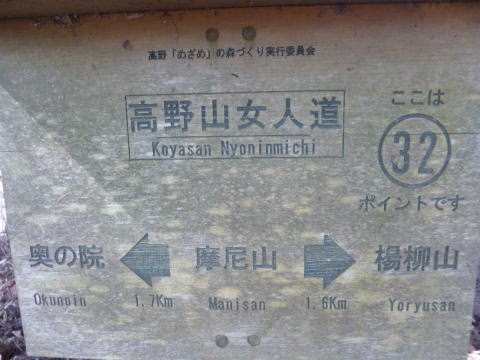 高野「めざめ」の森づくり実行委員会
高野山女人道
Koyasan Nyoninmichi
ここは
32
ポイントです
奥の院 摩尼山 楊柳山
Okunoin 1.7Km Manisan 1.6Km Yoryusan